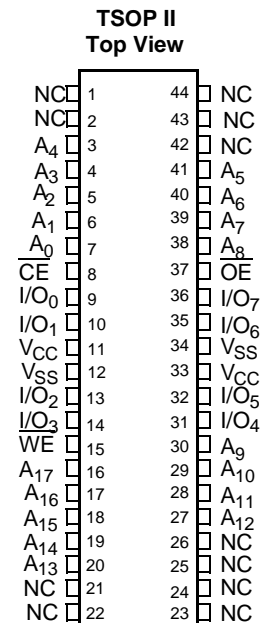 TSOP II
Top View
NC 1 44 NC
NC 2 43 NC
A4 3 42 NC
A3 4 41 A5
A2 5 40 A6
A1 6 39 A7
A0 7 38 A8
CE 8 37 OE
I/O0 9 36 I/O7
I/O1 10 35 I/O6
VCC 11 34 VSS
VSS 12 33 VCC
I/O2 13 32 I/O5
I/O3 14 31 I/O4
WE 15 30 A9
A17 16 29 A10
A16 17 28 A11
A15 18 27 A12
A14 19 26 NC
A13 20 25 NC
NC 21 24 NC
NC 22 23 NC